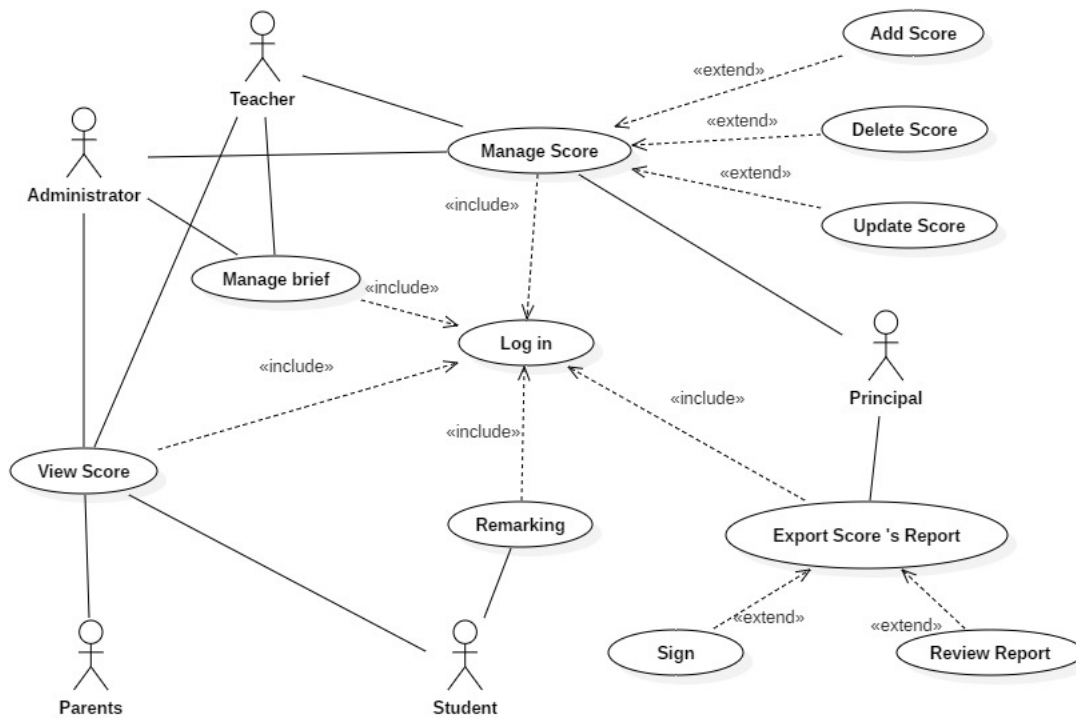 Add Score
«extend»
Teacher
«extend»
Delete Score
Manage Score
«extend»
Administrator
«include»
Update Score
Manage brief
«include»
Log in
«include»
Principal
«include»
View Score
«include»
Remarking
Export Score 's Report
«extend»
«extend»
Sign
Review Report
Parents
Student